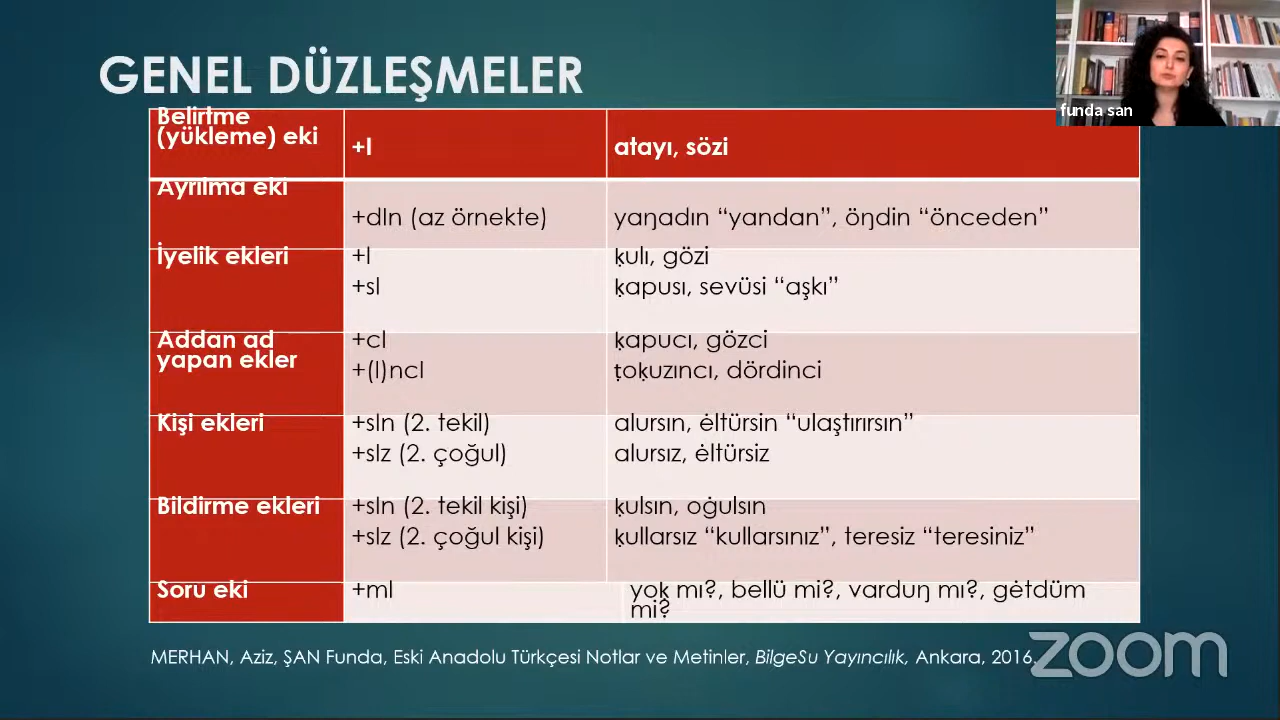 GENEL DÜZLEŞMELER
funda san
Belirtme
(yükleme) eki
+I
atayı, sözi
Ayrılma eki
+dIn (az örnekte)
yaŋadın “yandan”, öŋdin “önceden”
İyelik ekleri
+I
ḳulı, gözi
+sI
ḳapusı, sevüsi “aşkı”
Addan ad
yapan ekler
+cI
ḳapucı, gözci
+(I)ncI
ṭoḳuzıncı, dördinci
Kişi ekleri
+sIn (2. tekil)
alursın, ėltürsin “ulaştırırsın”
+sIz (2. çoğul)
alursız, ėltürsiz
Bildirme ekleri
+sIn (2. tekil kişi)
ḳulsın, oġulsın
+sIz (2. çoğul kişi)
ḳullarsız “kullarsınız”, teresiz “teresiniz”
Soru eki
+mI
yoḳ mı?, bellü mi?, varduŋ mı?, gėtdüm
mi?
MERHAN, Aziz, ŞAN Funda, Eski Anadolu Türkçesi Notlar ve Metinler, BilgeSu Yayıncılık, Ankara, 2016.
zoom